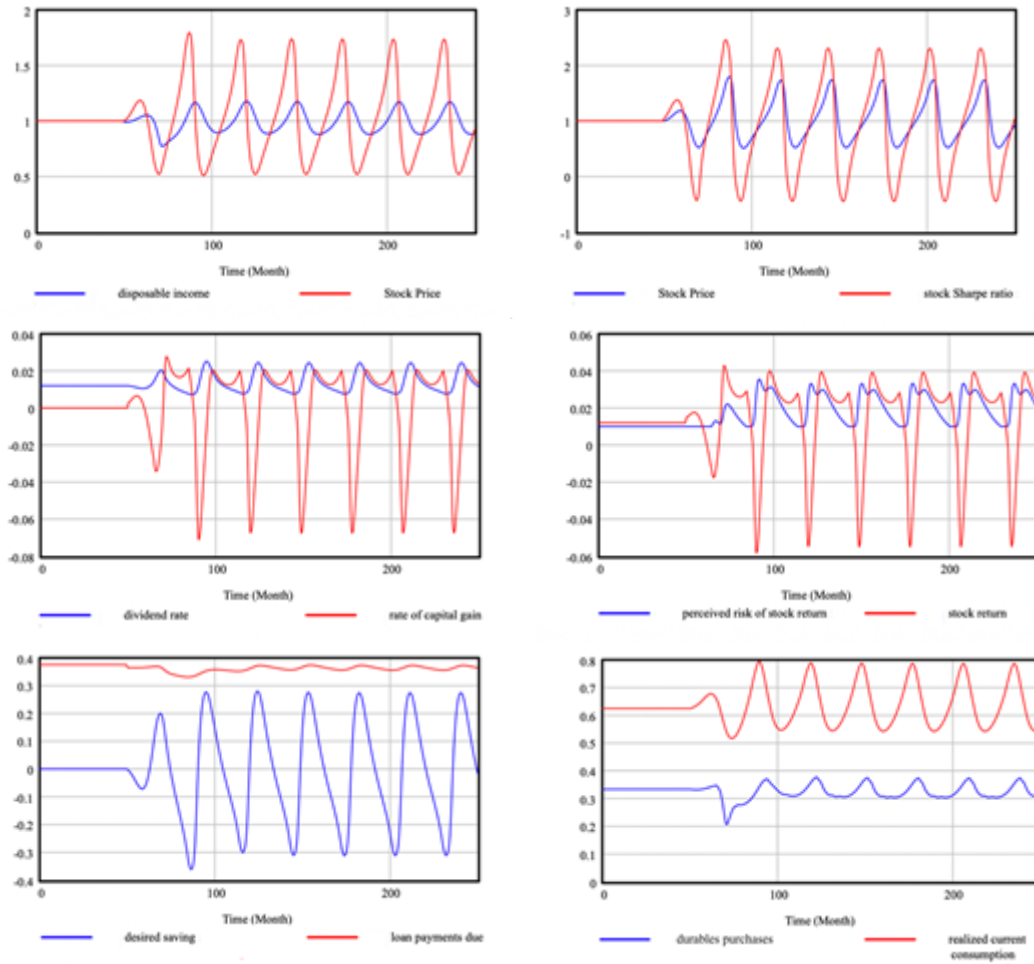 2
1.5
1
0.5
0
0 100 200
Time (Month)
disposable income Stock Price
3
2
1
0
-1
0 100 200
Time (Month)
Stock Price stock Sharpe ratio
0.04
0.02
0
-0.02
-0.04
-0.06
-0.08
0 100 200
Time (Month)
dividend rate rate of capital gain
0.06
0.04
0.02
0
-0.02
-0.04
-0.06
0 100 200
Time (Month)
perceived risk of stock return stock return
0.4
0.3
0.2
0.1
0
-0.1
-0.2
-0.3
-0.4
0 100 200
Time (Month)
desired saving loan payments due
0.8
0.7
0.6
0.5
0.4
0.3
0.2
0.1
0
0 100 200
Time (Month)
durables purchases realized current
consumption